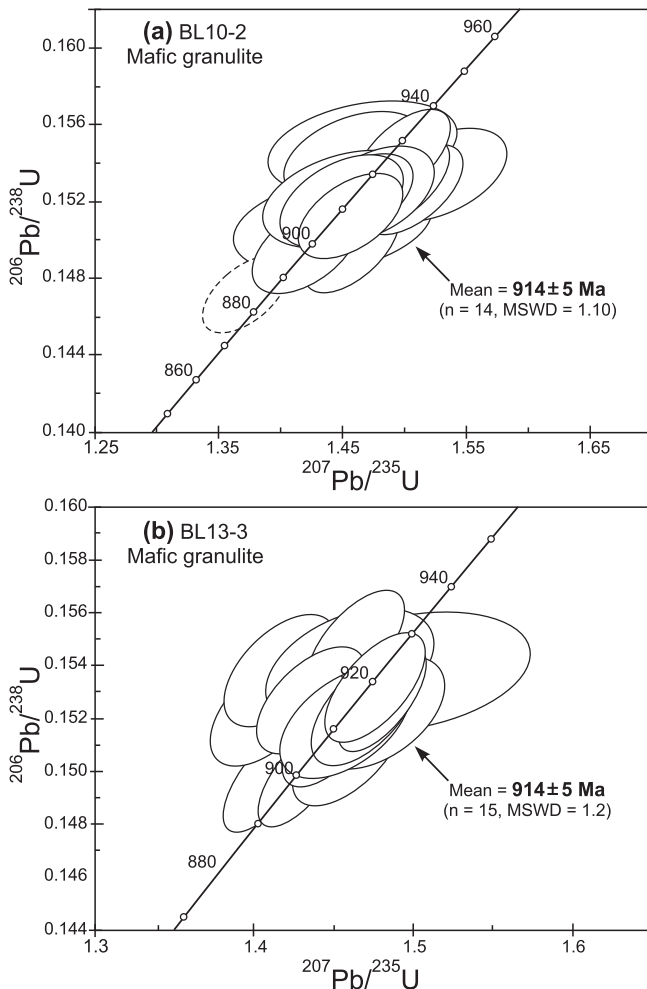 (a) BL10-2
Mafic granulite
0.160
0.156
0.152
0.148
0.144
0.140
206Pb/238U
960
940
900
880
860
Mean = 914±5 Ma
(n = 14, MSWD = 1.10)
1.25
1.35
1.45
1.55
1.65
207Pb/235U
(b) BL13-3
Mafic granulite
0.160
0.158
0.156
0.154
0.152
0.150
0.148
0.146
0.144
206Pb/238U
940
920
900
880
Mean = 914±5 Ma
(n = 15, MSWD = 1.2)
1.3
1.4
1.5
1.6
207Pb/235U